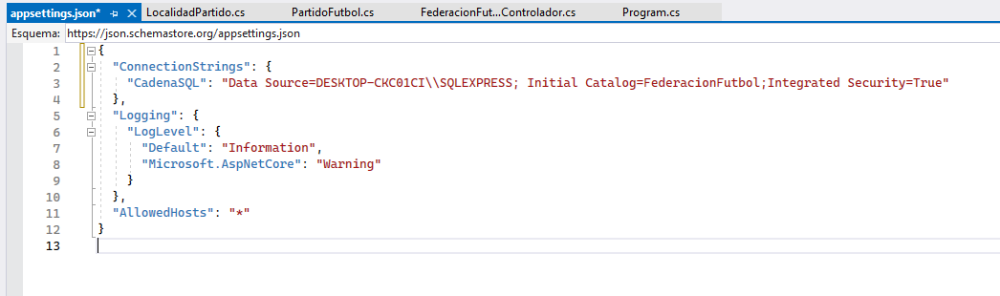 appsettings.json* LocalidadPartido.cs PartidoFutbol.cs FederacionFut...Controlador.cs Program.cs
Esquema: https://json.schemastore.org/appsettings.json
1 {
2 "ConnectionStrings": {
3 "CadenaSQL": "Data Source=DESKTOP-CKC01CI\\SQLEXPRESS; Initial Catalog=FederacionFutbol;Integrated Security=True"
4 },
5 "Logging": {
6 "LogLevel": {
7 "Default": "Information",
8 "Microsoft.AspNetCore": "Warning"
9 }
10 },
11 "AllowedHosts": "*"
12 }
13